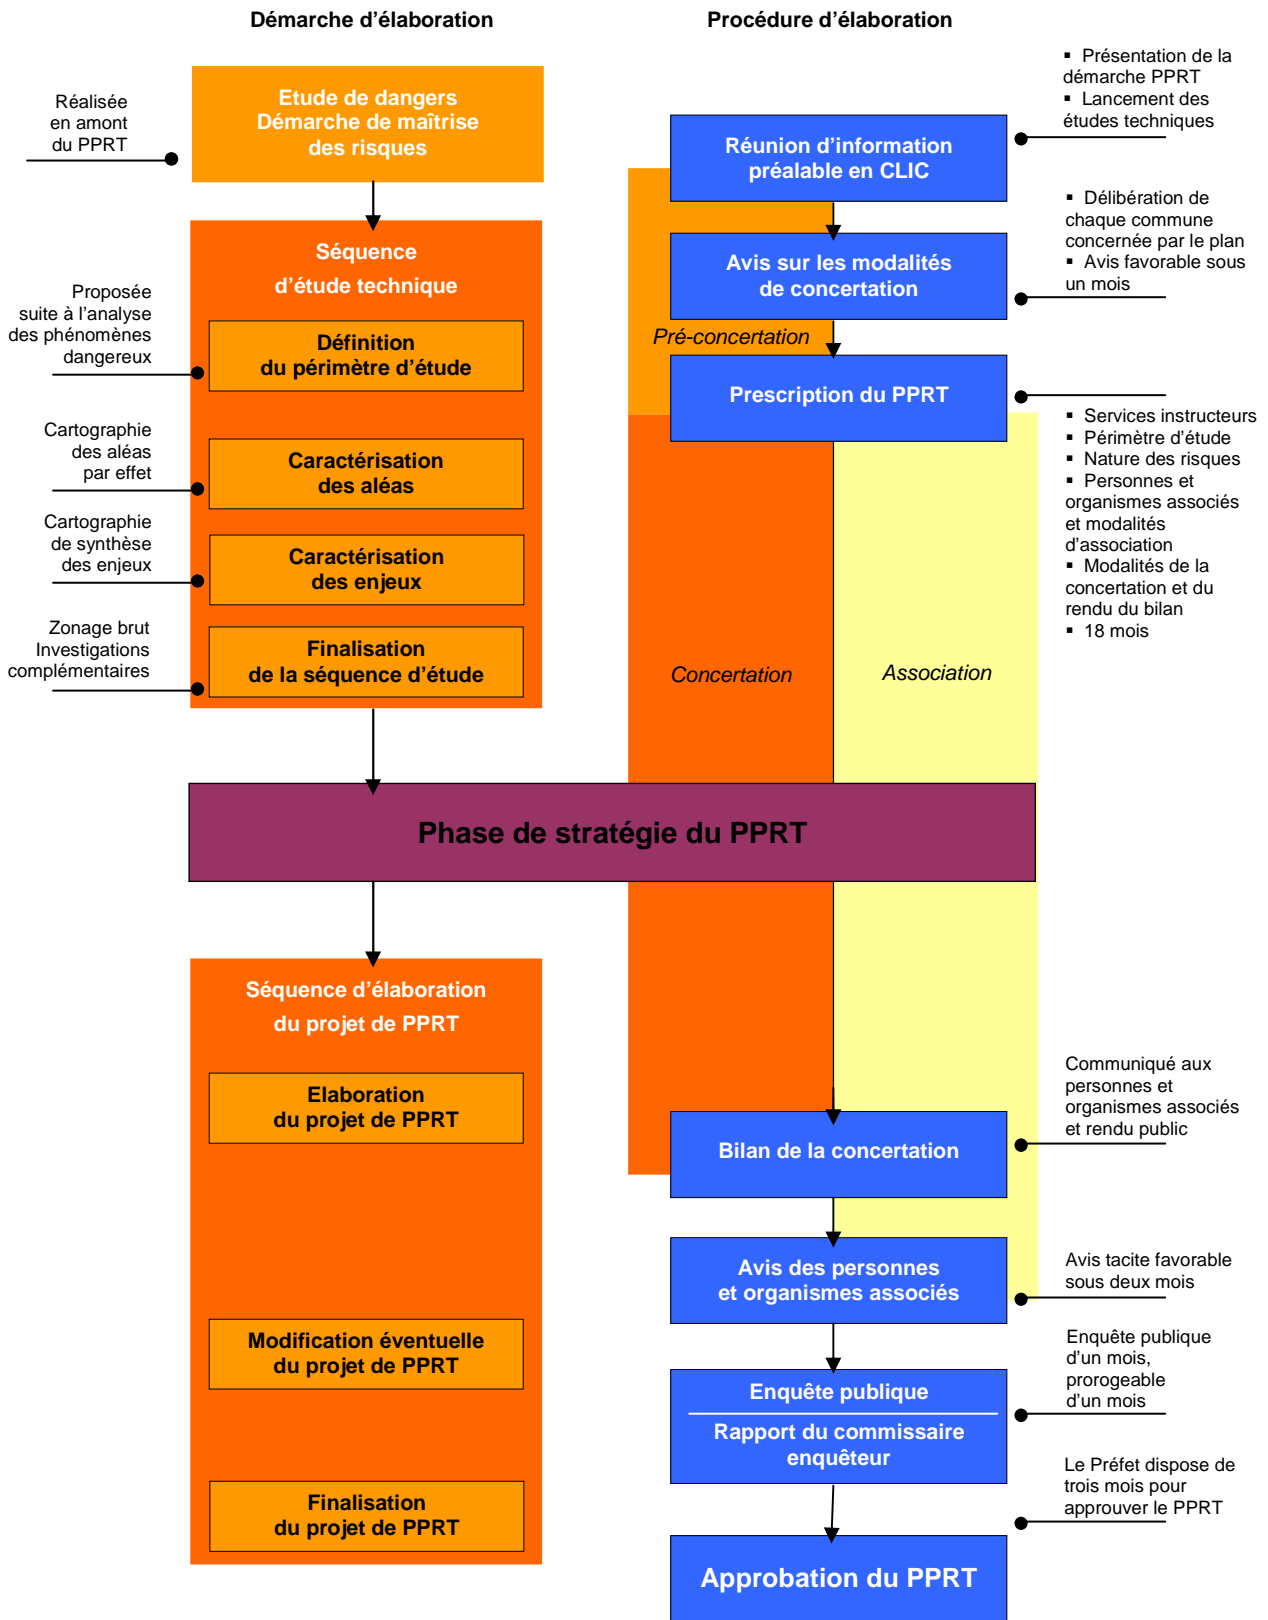 Démarche d’élaboration
Procédure d’élaboration
Réalisée
en amont
du PPRT
Etude de dangers
Démarche de maîtrise
des risques
Séquence
d’étude technique
Proposée
suite à l’analyse
des phénomènes
dangereux
Définition
du périmètre d’étude
Cartographie
des aléas
par effet
Caractérisation
des aléas
Cartographie
de synthèse
des enjeux
Caractérisation
des enjeux
Zonage brut
Investigations
complémentaires
Finalisation
de la séquence d’étude
Réunion d’information
préalable en CLIC
▪ Présentation de la
démarche PPRT
▪ Lancement des
études techniques
Avis sur les modalités
de concertation
▪ Délibération de
chaque commune
concernée par le plan
▪ Avis favorable sous
un mois
Pré-concertation
Prescription du PPRT
▪ Services instructeurs
▪ Périmètre d’étude
▪ Nature des risques
▪ Personnes et
organismes associés
et modalités
d’association
▪ Modalités de la
concertation et du
rendu du bilan
▪ 18 mois
Concertation
Association
Phase de stratégie du PPRT
Séquence d’élaboration
du projet de PPRT
Elaboration
du projet de PPRT
Modification éventuelle
du projet de PPRT
Finalisation
du projet de PPRT
Bilan de la concertation
Communiqué aux
personnes et
organismes associés
et rendu public
Avis des personnes
et organismes associés
Avis tacite favorable
sous deux mois
Enquête publique
Rapport du commissaire
enquêteur
Enquête publique
d’un mois,
prorogeable
d’un mois
Le Préfet dispose de
trois mois pour
approuver le PPRT
Approbation du PPRT